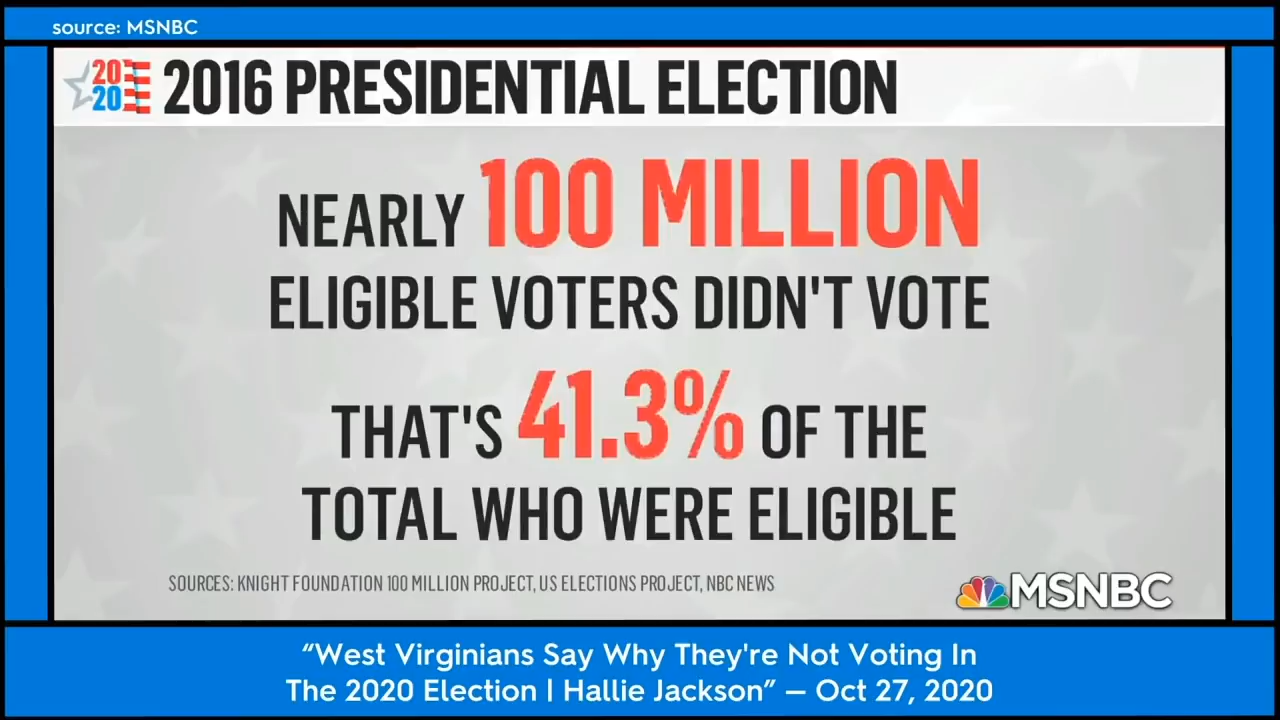 source: MSNBC
20
20
2016 PRESIDENTIAL ELECTION
NEARLY 100 MILLION
ELIGIBLE VOTERS DIDN'T VOTE
THAT'S 41.3% OF THE
TOTAL WHO WERE ELIGIBLE
SOURCES: KNIGHT FOUNDATION 100 MILLION PROJECT, US ELECTIONS PROJECT, NBC NEWS
MSNBC
“West Virginians Say Why They're Not Voting In
The 2020 Election | Hallie Jackson” – Oct 27, 2020